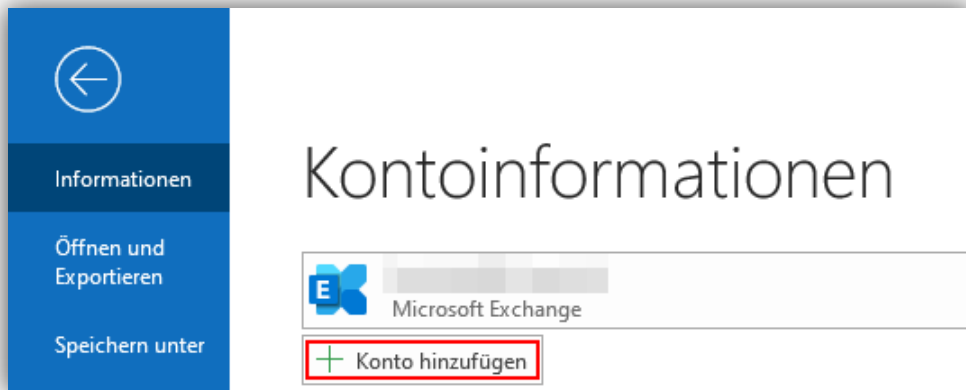 Informationen
Öffnen und
Exportieren
Speichern unter
Kontoinformationen
E
Microsoft Exchange
Konto hinzufügen